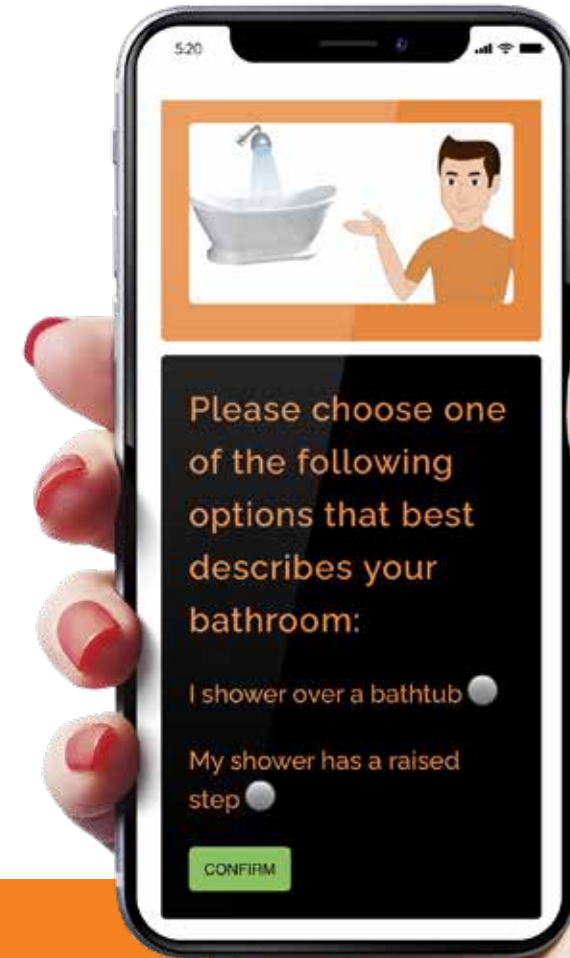 5:20
Please choose one
of the following
options that best
describes your
bathroom:
I shower over a bathtub
My shower has a raised
step
CONFIRM